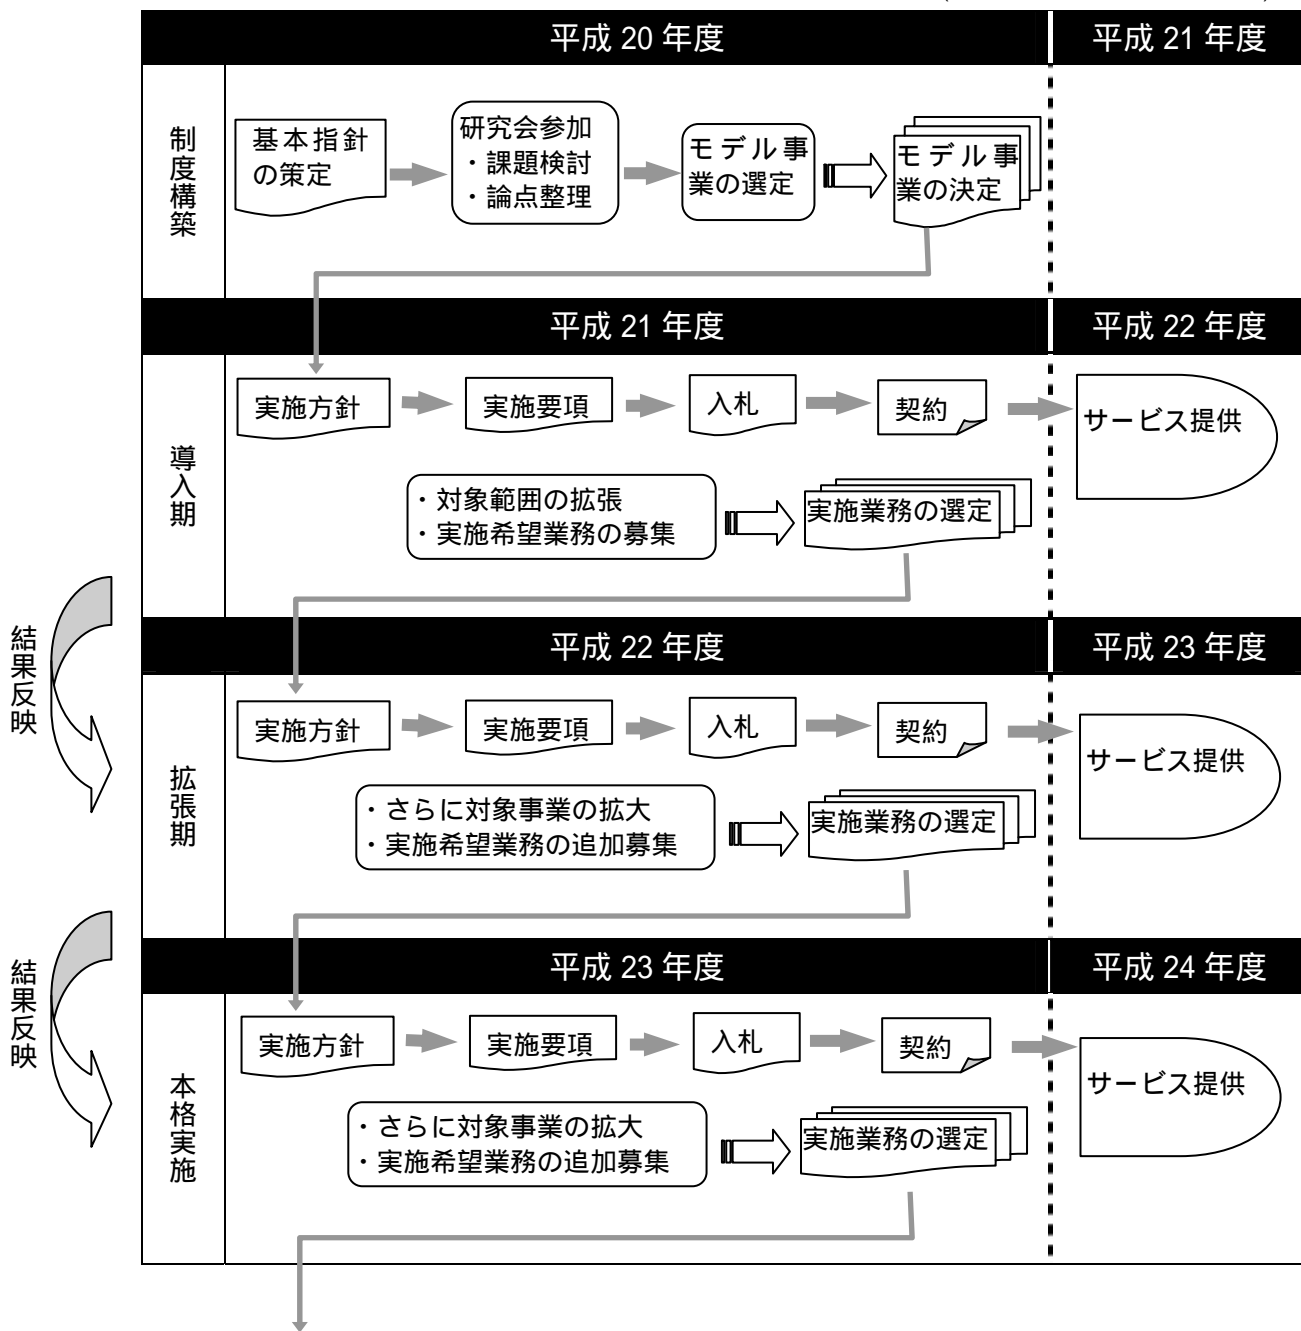 平成 20 年度
平成 21 年度
制度構築
基本指針
の策定
研究会参加
・課題検討
・論点整理
モデル事
業の選定
モデル事
業の決定
平成 21 年度
平成 22 年度
導入期
実施方針
実施要項
入札
契約
サービス提供
・対象範囲の拡張
・実施希望業務の募集
実施業務の選定
結果反映
平成 22 年度
平成 23 年度
拡張期
実施方針
実施要項
入札
契約
サービス提供
・さらに対象事業の拡大
・実施希望業務の追加募集
実施業務の選定
結果反映
平成 23 年度
平成 24 年度
本格実施
実施方針
実施要項
入札
契約
サービス提供
・さらに対象事業の拡大
・実施希望業務の追加募集
実施業務の選定